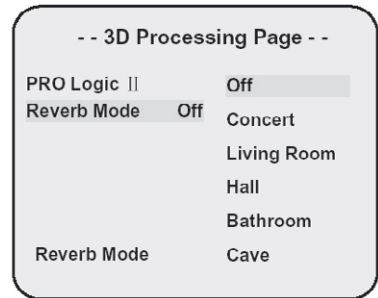 - - 3D Processing Page - -
PRO Logic II
Reverb Mode Off
Off
Concert
Living Room
Hall
Bathroom
Cave
Reverb Mode